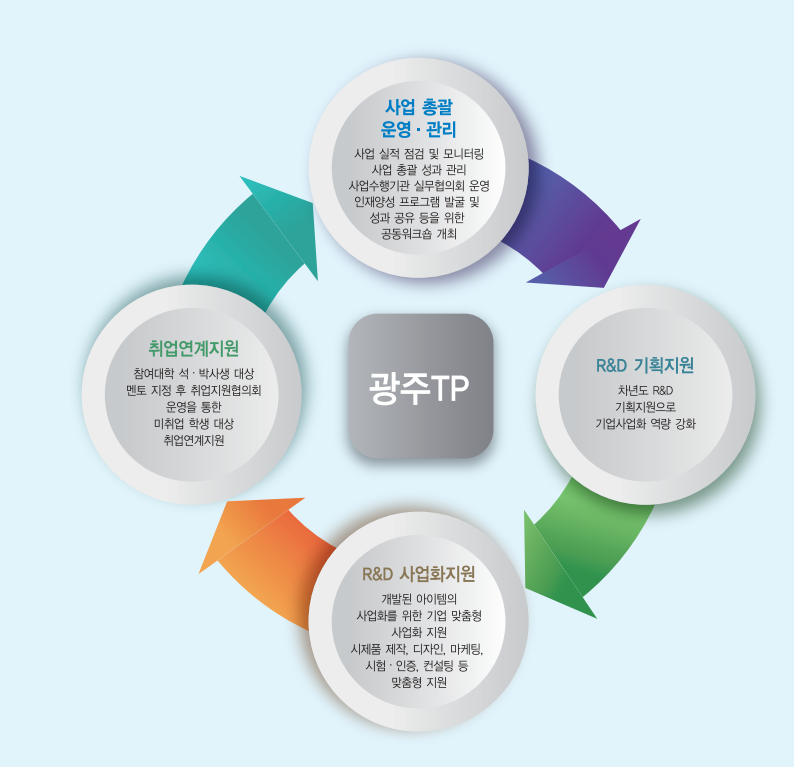 사업 총괄
운영 · 관리
사업 실적 점검 및 모니터링
사업 총괄 성과 관리
사업수행기관 실무협의회 운영
인재양성 프로그램 발굴 및
성과 공유 등을 위한
공동워크숍 개최
취업연계지원
참여대학 석 · 박사생 대상
멘토 지정 후 취업지원협의회
운영을 통한
미취업 학생 대상
취업연계지원
광주TP
R&D 기획지원
차년도 R&D
기획지원으로
기업사업화 역량 강화
R&D 사업화지원
개발된 아이템의
사업화를 위한 기업 맞춤형
사업화 지원
시제품 제작, 디자인, 마케팅,
시험 · 인증, 컨설팅 등
맞춤형 지원